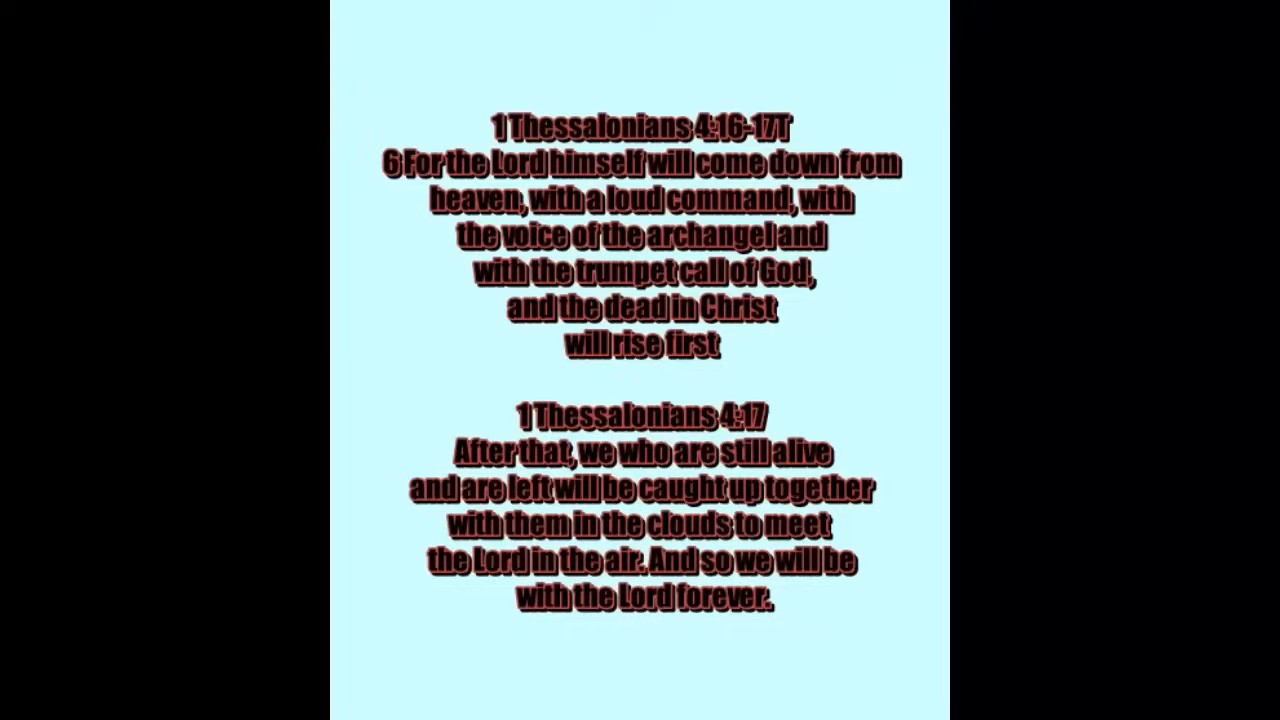 1 Thessalonians 4:16-17T
6 For the Lord himself will come down from
heaven, with a loud command, with
the voice of the archangel and
with the trumpet call of God,
and the dead in Christ
will rise first
1 Thessalonians 4:17
After that, we who are still alive
and are left will be caught up together
with them in the clouds to meet
the Lord in the air. And so we will be
with the Lord forever.